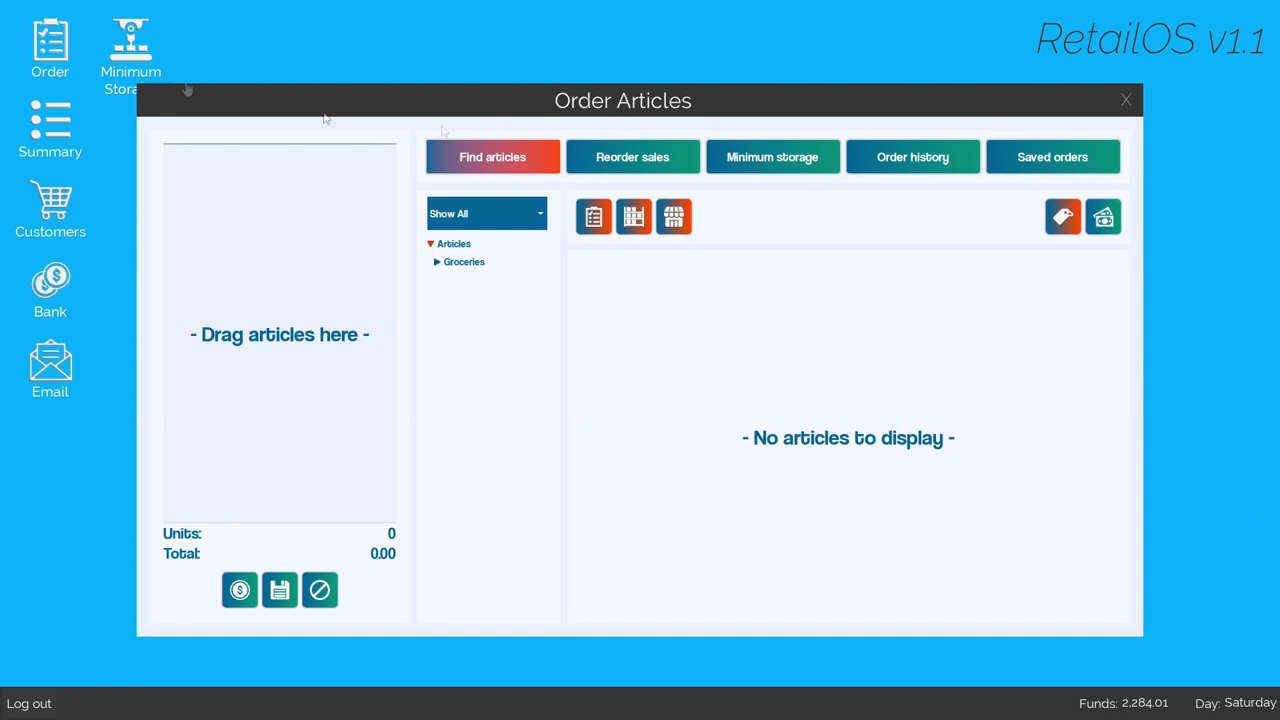 RetailOS v1.1
Order
Minimum
Stora
Summary
Customers
Bank
Email
Order Articles
X
Find articles
Reorder sales
Minimum storage
Order history
Saved orders
Show All
Articles
Groceries
- Drag articles here -
- No articles to display -
Units: 0
Total: 0.00
Log out
Funds: 2,284.01
Day: Saturday